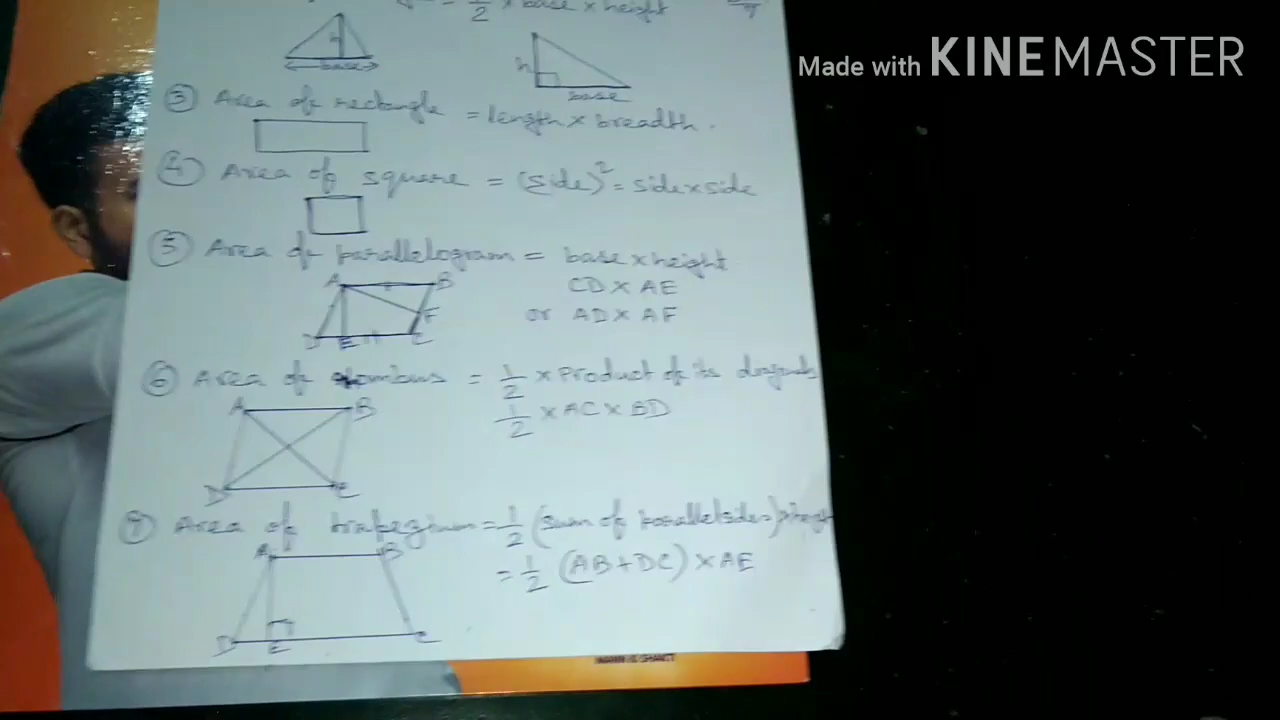 = 1/2 × base × height
Made with KINEMASTER
h
base
h
base
③ Area of rectangle = length × breadth.
④ Area of square = (Side)² = side × side
⑤ Area of parallelogram = base × height
A B
CD × AE
F
or AD × AF
D E C
⑥ Area of rombus = 1/2 × Product of its diagonals
A B
1/2 × AC × BD
D C
⑦ Area of trapezium = 1/2 (sum of parallel sides) × height
A B
= 1/2 (AB + DC) × AE
D E C